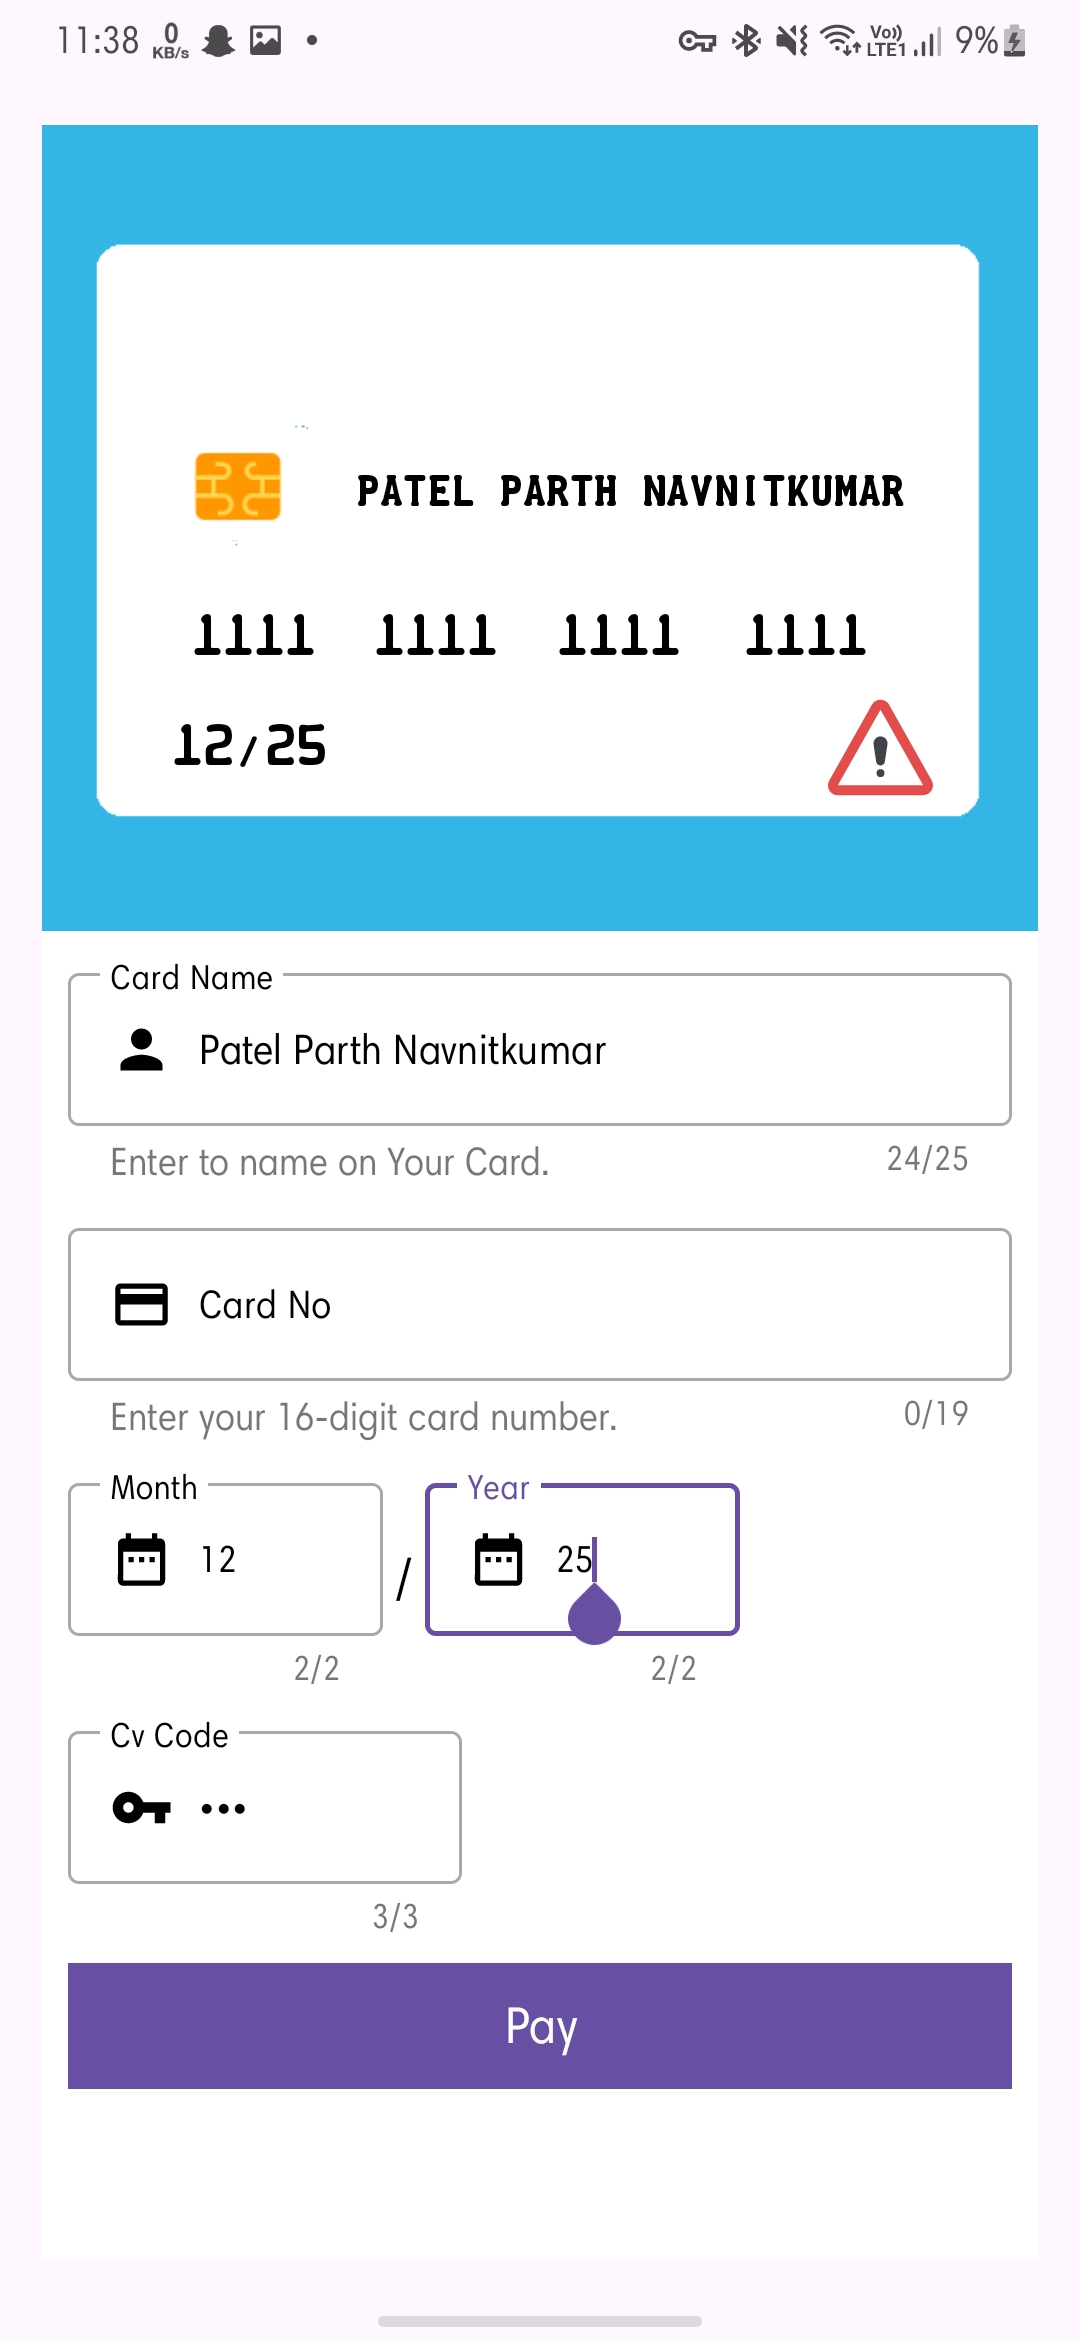 11:38 0 KB/s Vo)) LTE1 9%
PATEL PARTH NAVNITKUMAR
1111 1111 1111 1111
12/25
Card Name
Patel Parth Navnitkumar
Enter to name on Your Card. 24/25
Card No
Enter your 16-digit card number. 0/19
Month Year
12 / 25
2/2 2/2
Cv Code
•••
3/3
Pay